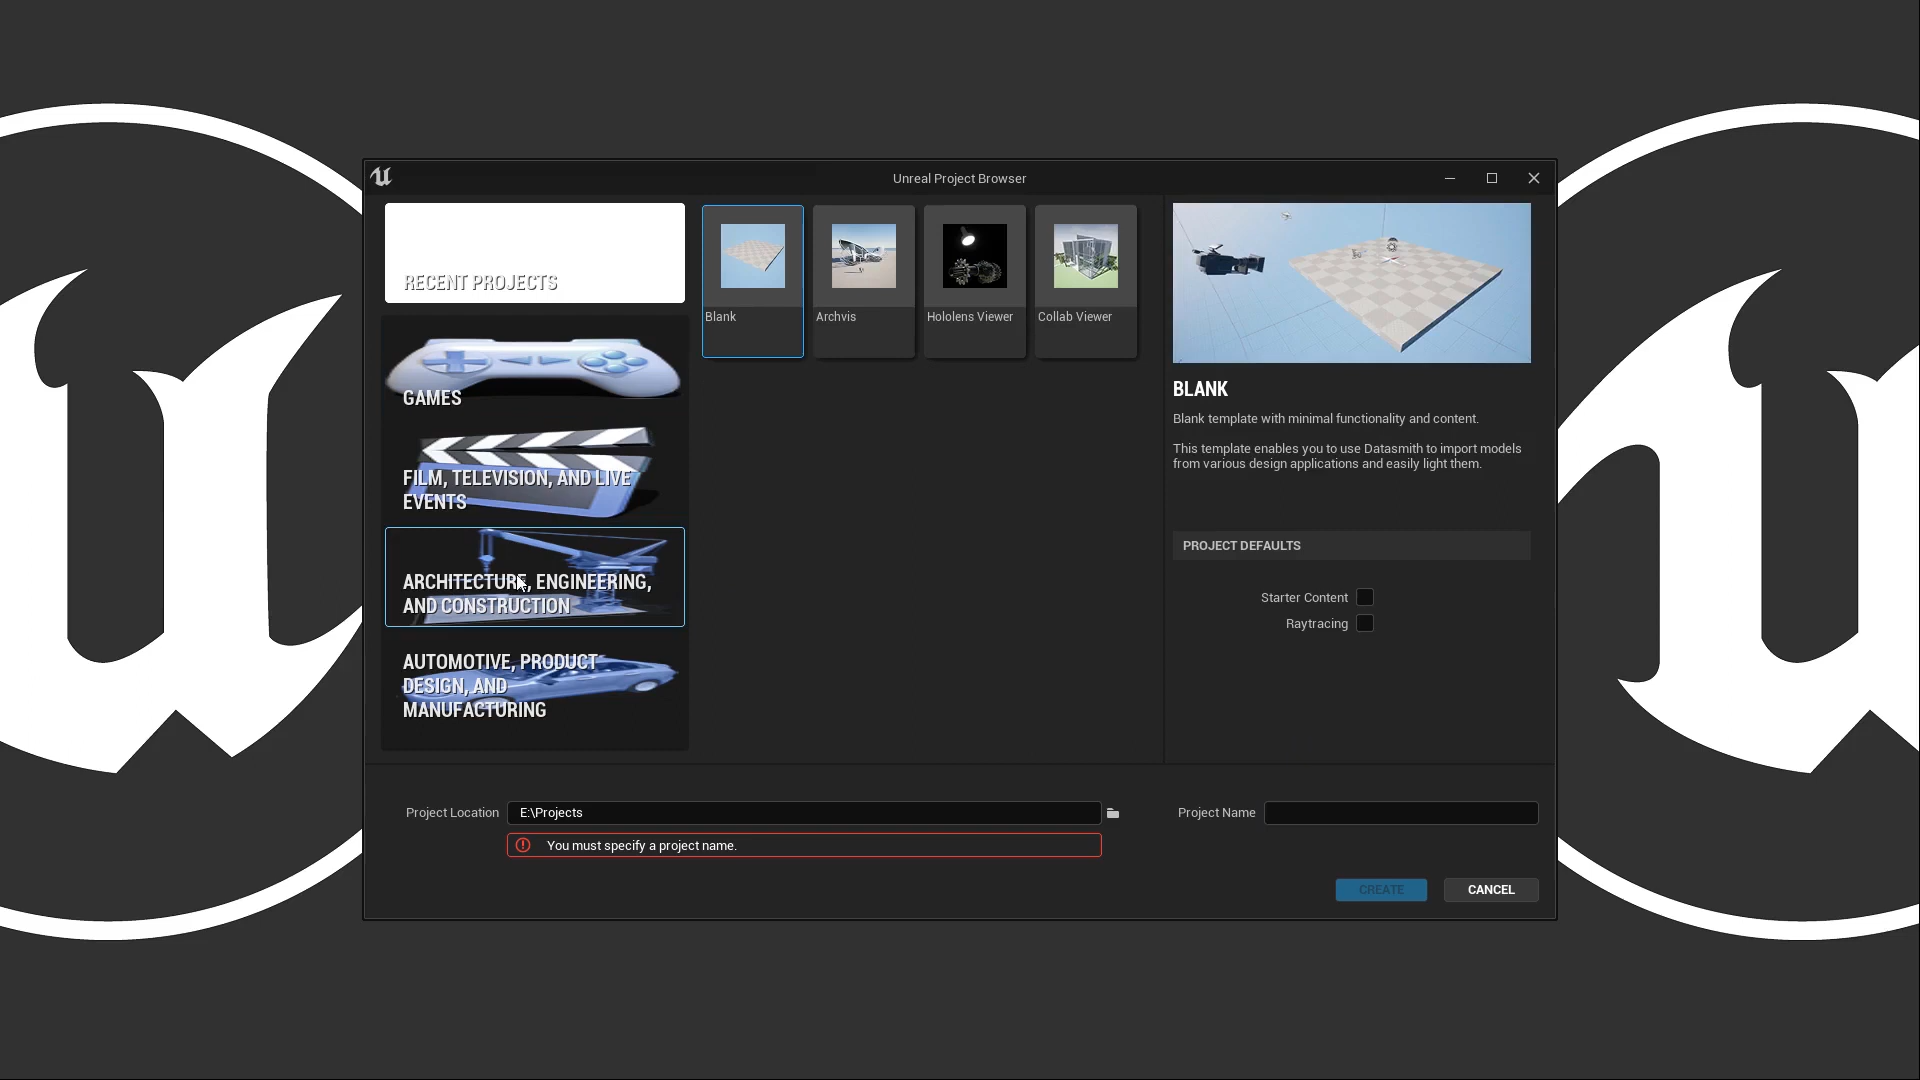 Unreal Project Browser
RECENT PROJECTS
GAMES
FILM, TELEVISION, AND LIVE
EVENTS
ARCHITECTURE, ENGINEERING,
AND CONSTRUCTION
AUTOMOTIVE, PRODUCT
DESIGN, AND
MANUFACTURING
Blank
Archvis
Hololens Viewer
Collab Viewer
BLANK
Blank template with minimal functionality and content.
This template enables you to use Datasmith to import models
from various design applications and easily light them.
PROJECT DEFAULTS
Starter Content
Raytracing
Project Location
E:\Projects
Project Name
You must specify a project name.
CREATE
CANCEL